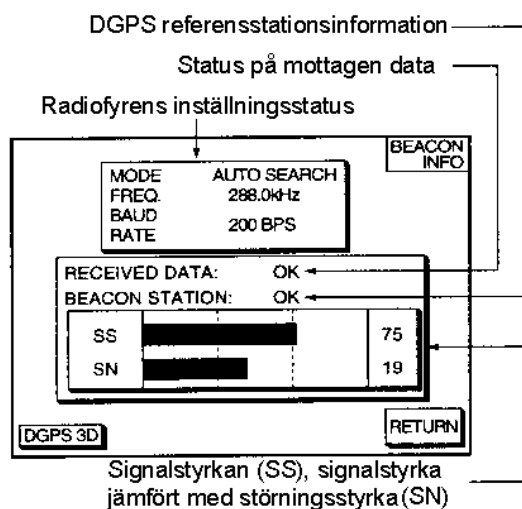 DGPS referensstationsinformation
Status på mottagen data
Radiofyrens inställningsstatus
BEACON
INFO
MODE AUTO SEARCH
FREQ. 288.0kHz
BAUD
RATE 200 BPS
RECEIVED DATA: OK
BEACON STATION: OK
SS 75
SN 19
DGPS 3D
RETURN
Signalstyrkan (SS), signalstyrka
jämfört med störningsstyrka (SN)